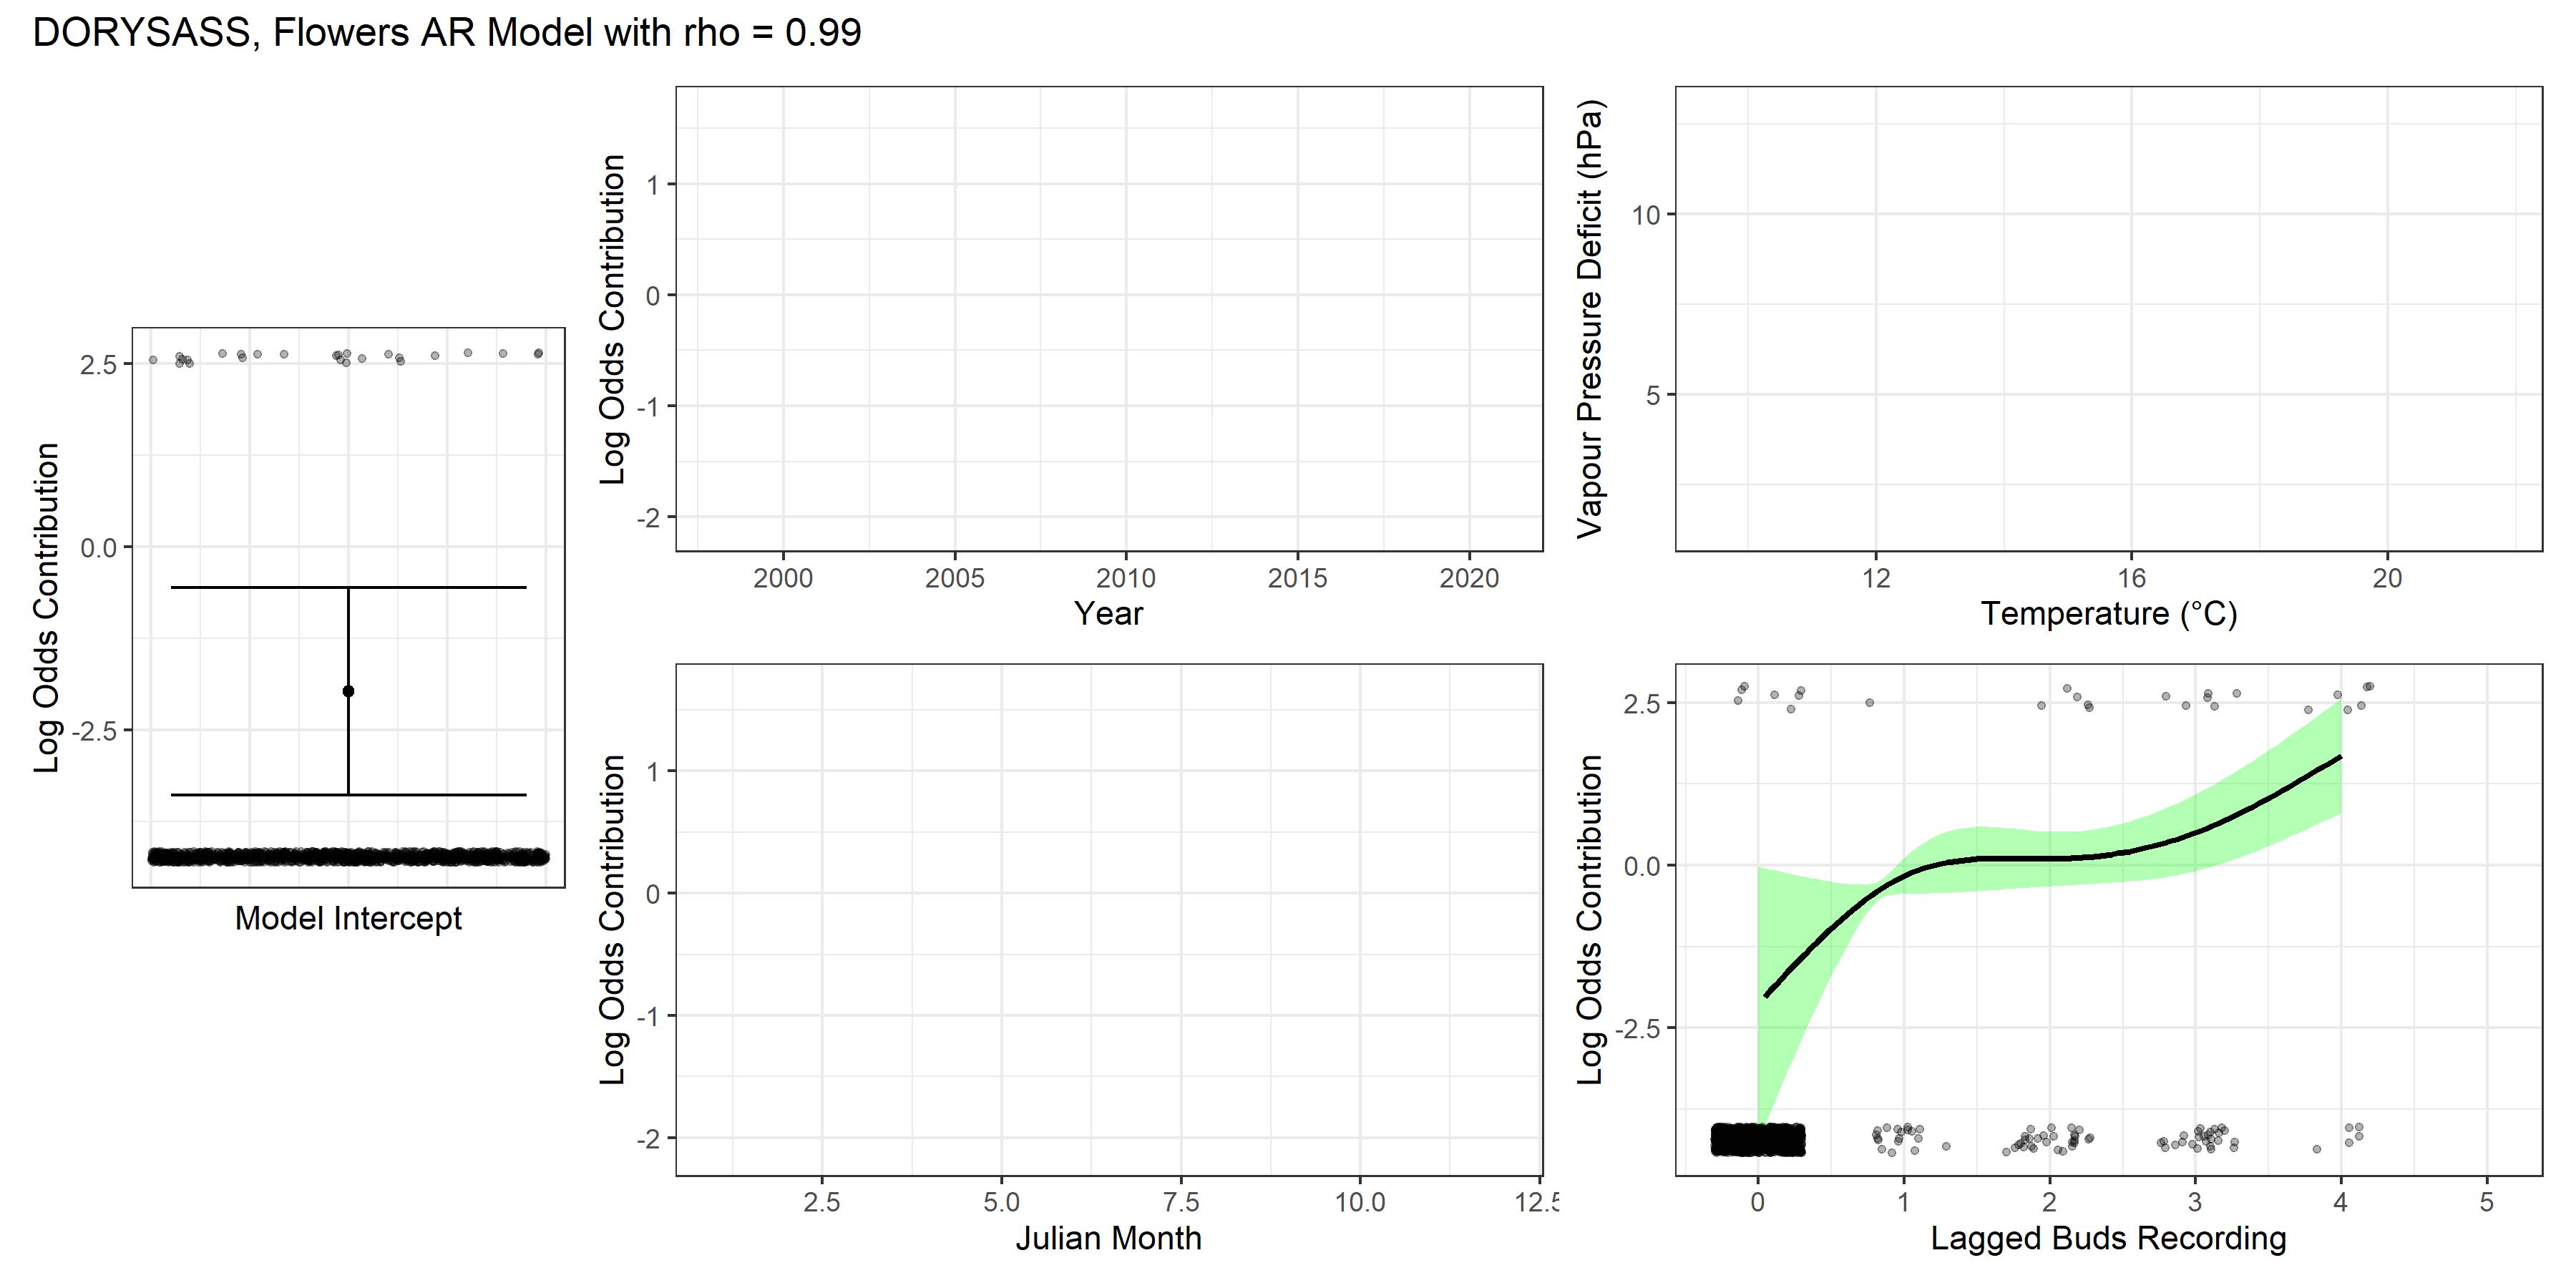 DORYSASS, Flowers AR Model with rho = 0.99
Log Odds Contribution
2.5
0.0
-2.5
Model Intercept
Log Odds Contribution
1
0
-1
-2
2000 2005 2010 2015 2020
Year
Vapour Pressure Deficit (hPa)
10
5
12 16 20
Temperature (°C)
Log Odds Contribution
1
0
-1
-2
2.5 5.0 7.5 10.0 12.5
Julian Month
Log Odds Contribution
2.5
0.0
-2.5
0 1 2 3 4 5
Lagged Buds Recording